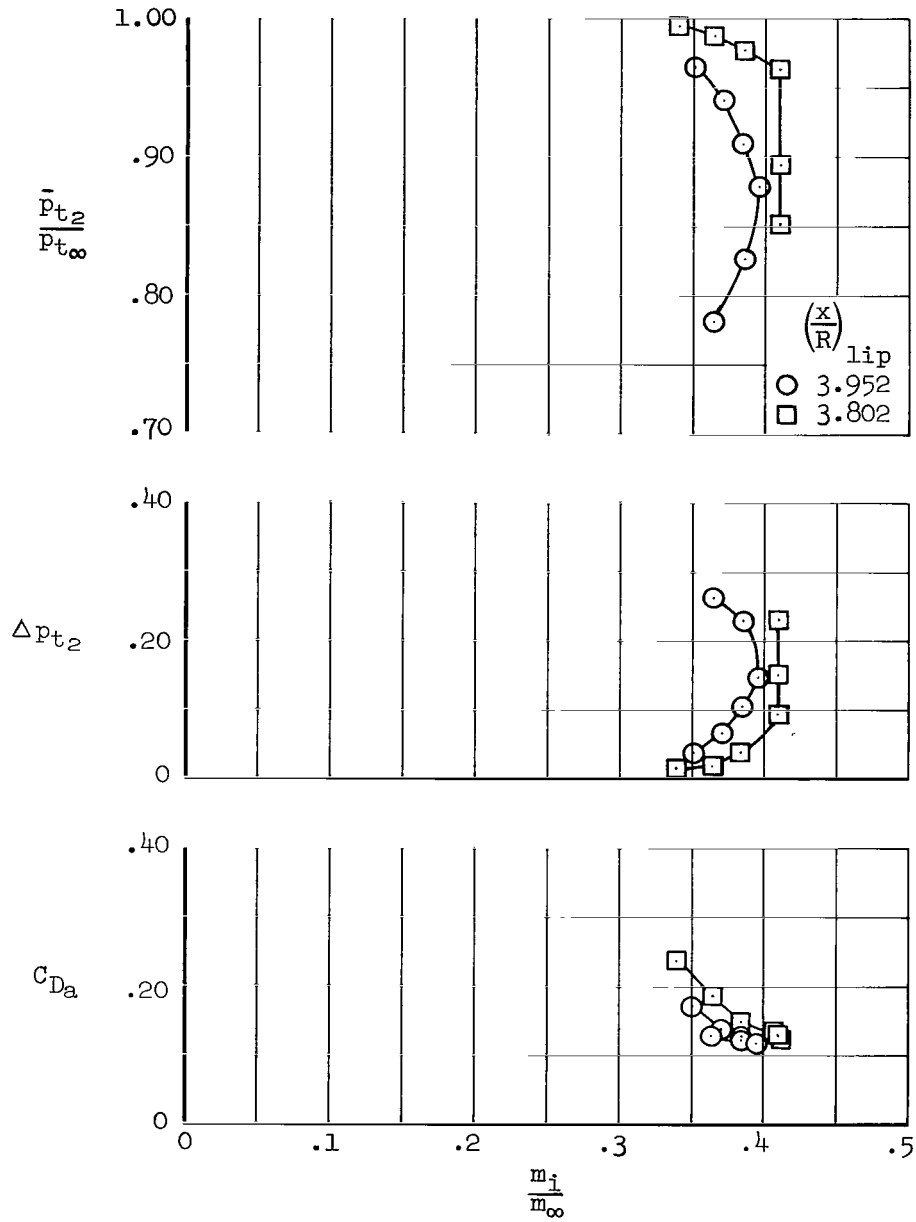 1.00
.90
p̄t2
pt∞
.80
(x/R) lip
○ 3.952
□ 3.802
.70
.40
Δpt2
.20
0
.40
CDa
.20
0
0 .1 .2 .3 .4 .5
mi
m∞